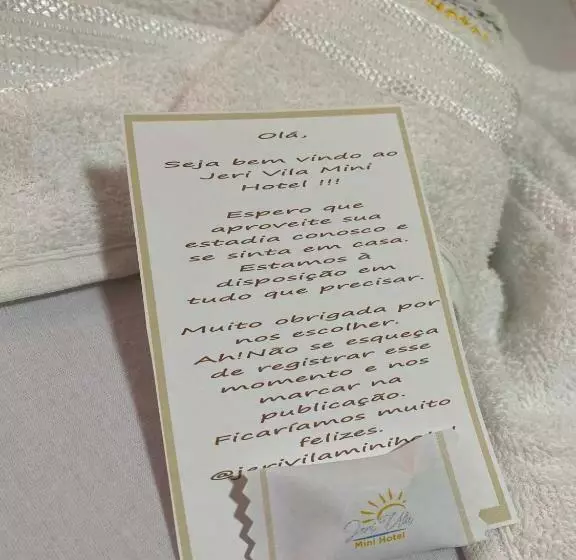 Olá,
Seja bem vindo ao
Jeri Vila Mini
Hotel !!!
Espero que
aproveite sua
estadia conosco e
se sinta em casa.
Estamos à
disposição em
tudo que precisar.
Muito obrigada por
nos escolher.
Ah!Não se esqueça
de registrar esse
momento e nos
marcar na
publicação.
Ficaríamos muito
felizes.
Jeri Vila
Mini Hotel